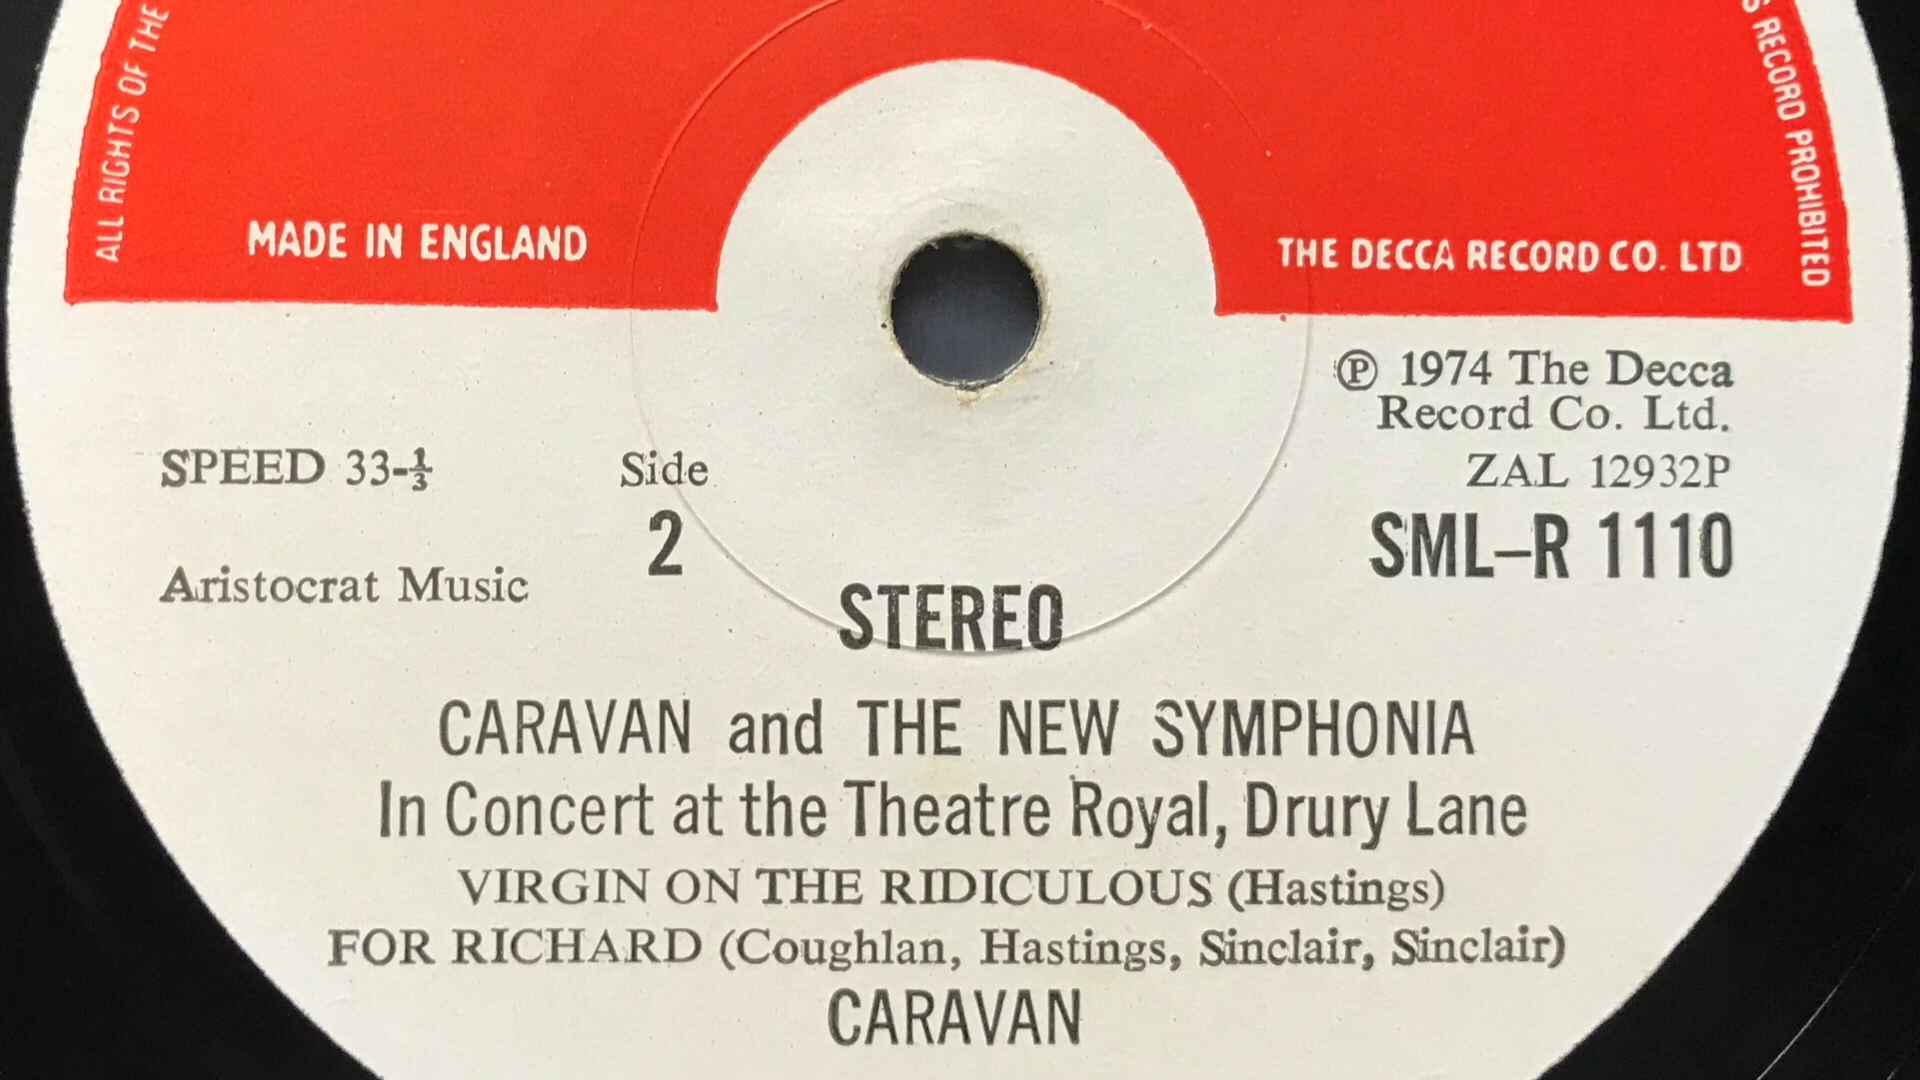 ALL RIGHTS OF THE
S RECORD PROHIBITED
MADE IN ENGLAND
THE DECCA RECORD CO. LTD
Ⓟ 1974 The Decca
Record Co. Ltd.
SPEED 33-⅓
Side
ZAL 12932P
2
SML–R 1110
Aristocrat Music
STEREO
CARAVAN and THE NEW SYMPHONIA
In Concert at the Theatre Royal, Drury Lane
VIRGIN ON THE RIDICULOUS (Hastings)
FOR RICHARD (Coughlan, Hastings, Sinclair, Sinclair)
CARAVAN